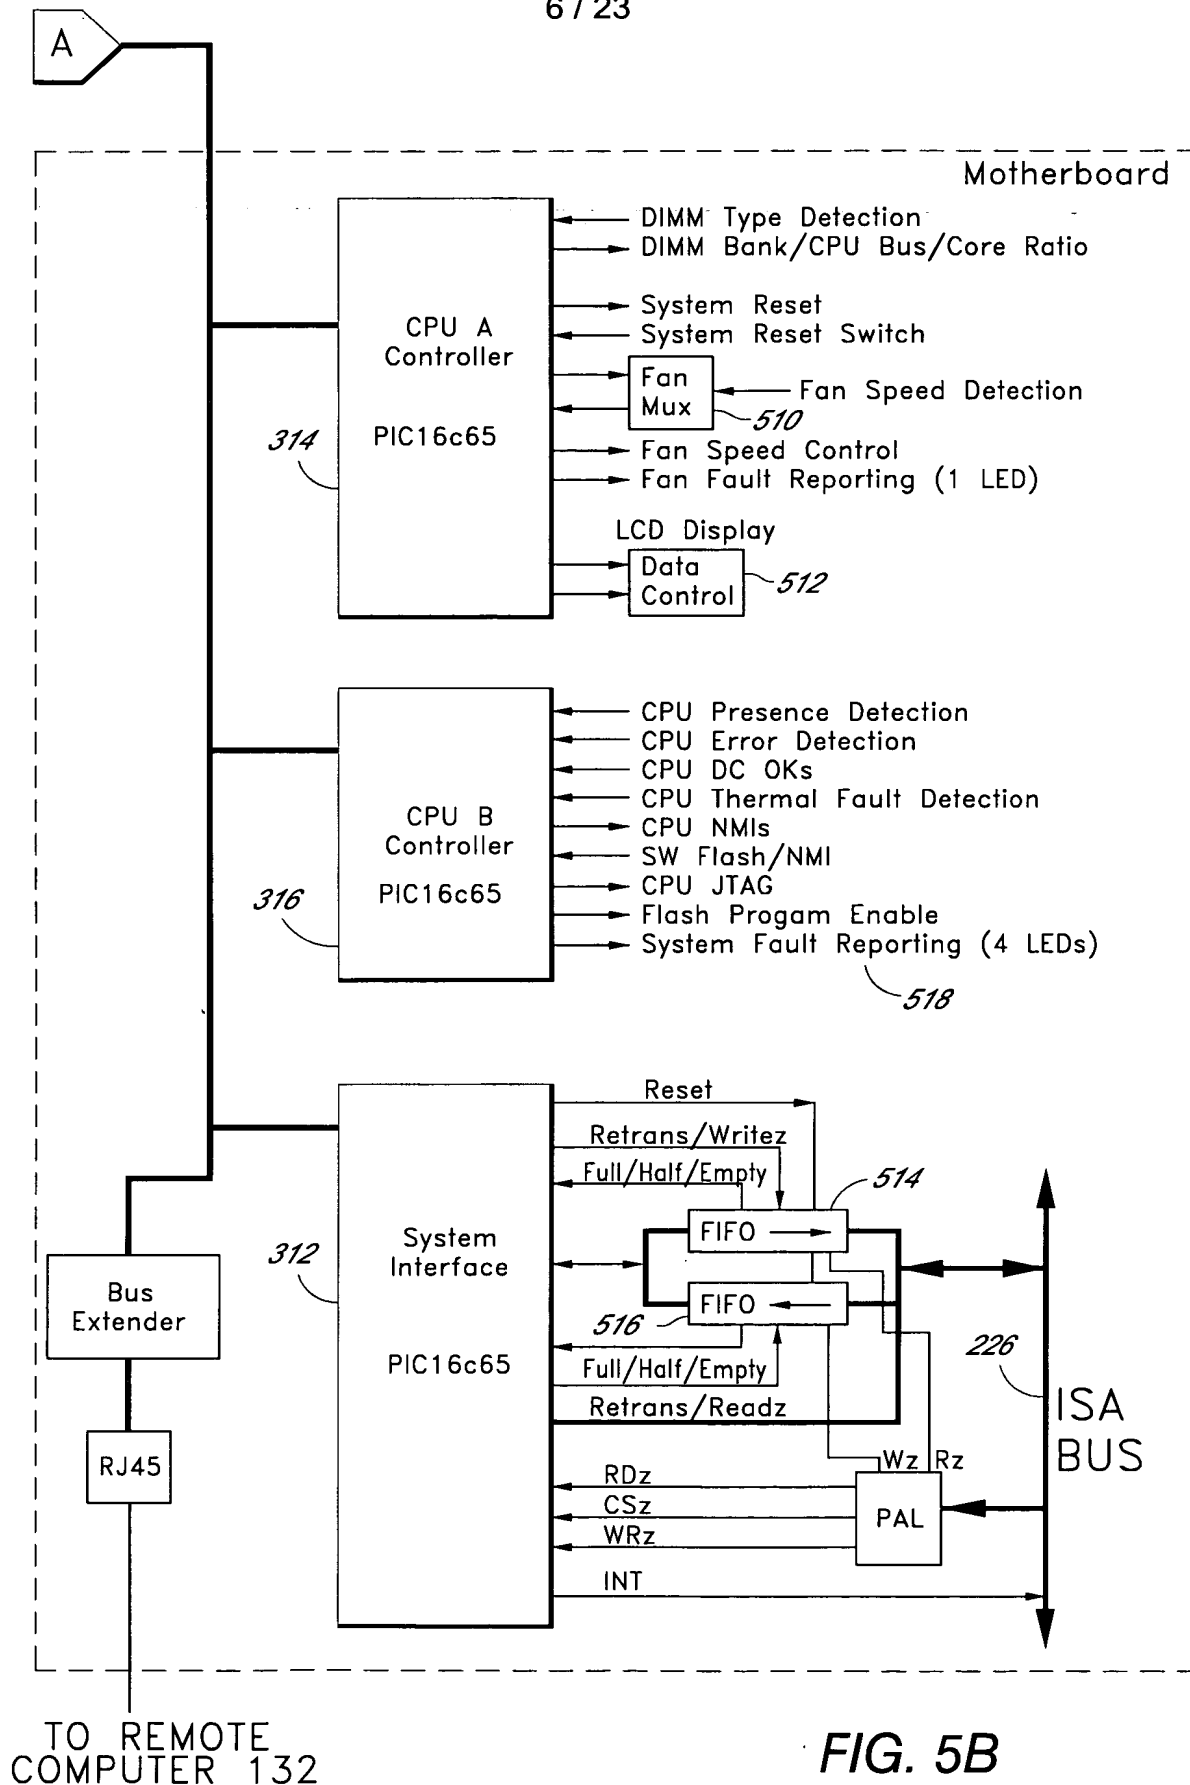 6 / 23
A
Motherboard
CPU A
Controller
PIC16c65
314
DIMM Type Detection
DIMM Bank/CPU Bus/Core Ratio
System Reset
System Reset Switch
Fan
Mux
Fan Speed Detection
510
Fan Speed Control
Fan Fault Reporting (1 LED)
LCD Display
Data
Control
512
CPU B
Controller
PIC16c65
316
CPU Presence Detection
CPU Error Detection
CPU DC OKs
CPU Thermal Fault Detection
CPU NMIs
SW Flash/NMI
CPU JTAG
Flash Progam Enable
System Fault Reporting (4 LEDs)
518
System
Interface
PIC16c65
312
Reset
Retrans/Writez
Full/Half/Empty
514
FIFO
FIFO
516
Full/Half/Empty
Retrans/Readz
226
ISA
BUS
Wz Rz
RDz
CSz
WRz
PAL
INT
Bus
Extender
RJ45
TO REMOTE
COMPUTER 132
FIG. 5B